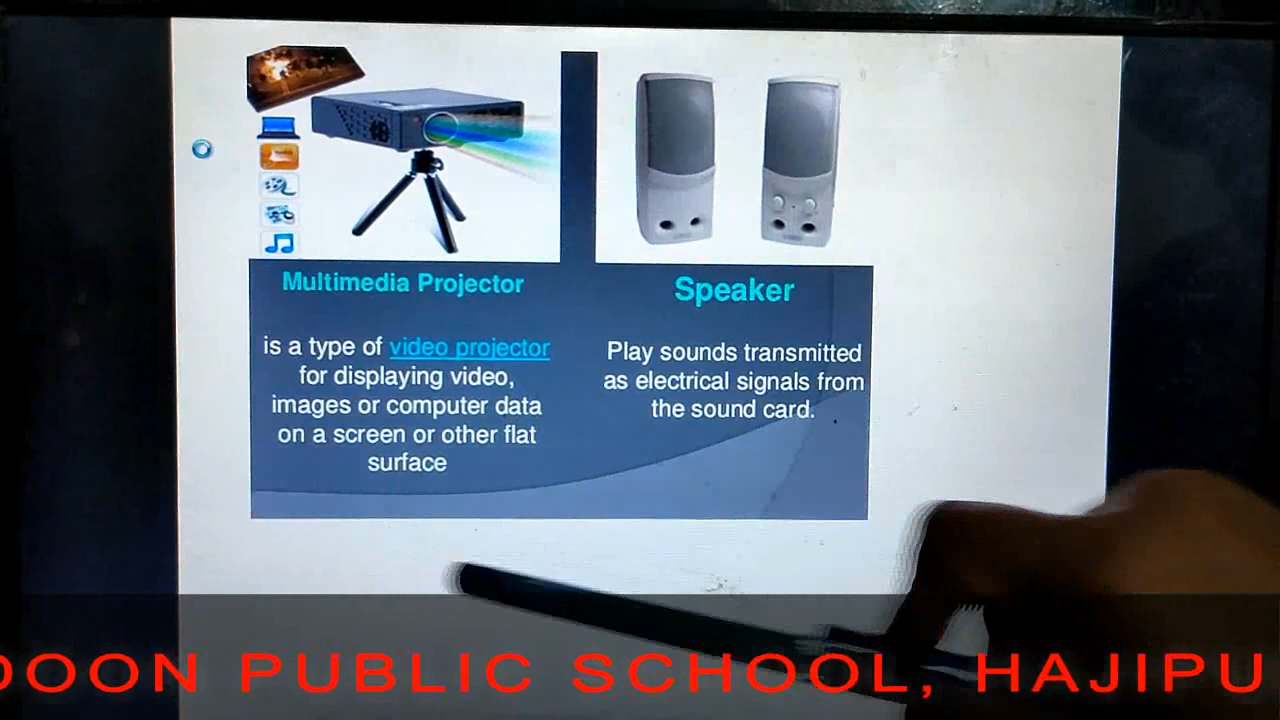 Multimedia Projector
is a type of video projector
for displaying video,
images or computer data
on a screen or other flat
surface
Speaker
Play sounds transmitted
as electrical signals from
the sound card.
DOON PUBLIC SCHOOL, HAJIPU